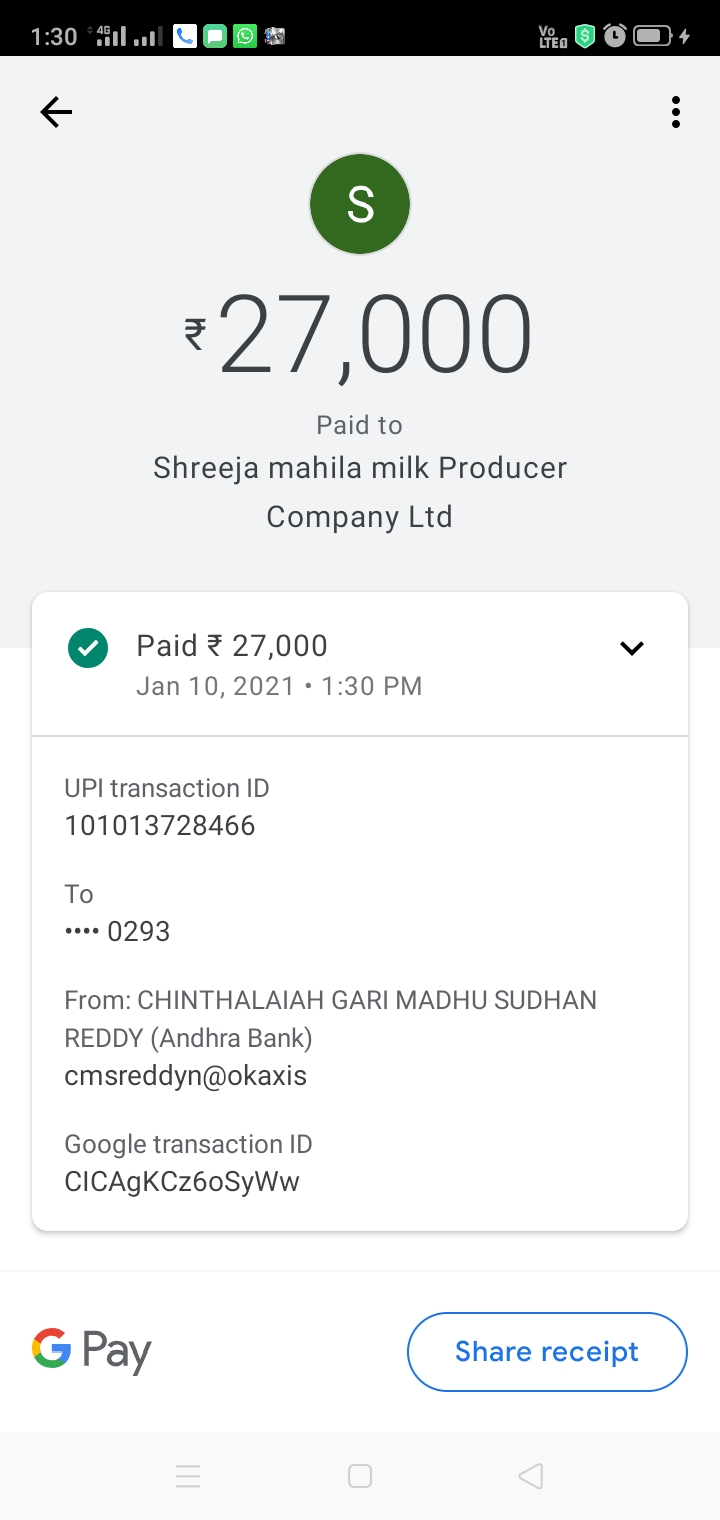 1:30 4G Vo LTE1
S
₹27,000
Paid to
Shreeja mahila milk Producer
Company Ltd
Paid ₹ 27,000
Jan 10, 2021 • 1:30 PM
UPI transaction ID
101013728466
To
•••• 0293
From: CHINTHALAIAH GARI MADHU SUDHAN
REDDY (Andhra Bank)
cmsreddyn@okaxis
Google transaction ID
CICAgKCz6oSyWw
G Pay
Share receipt